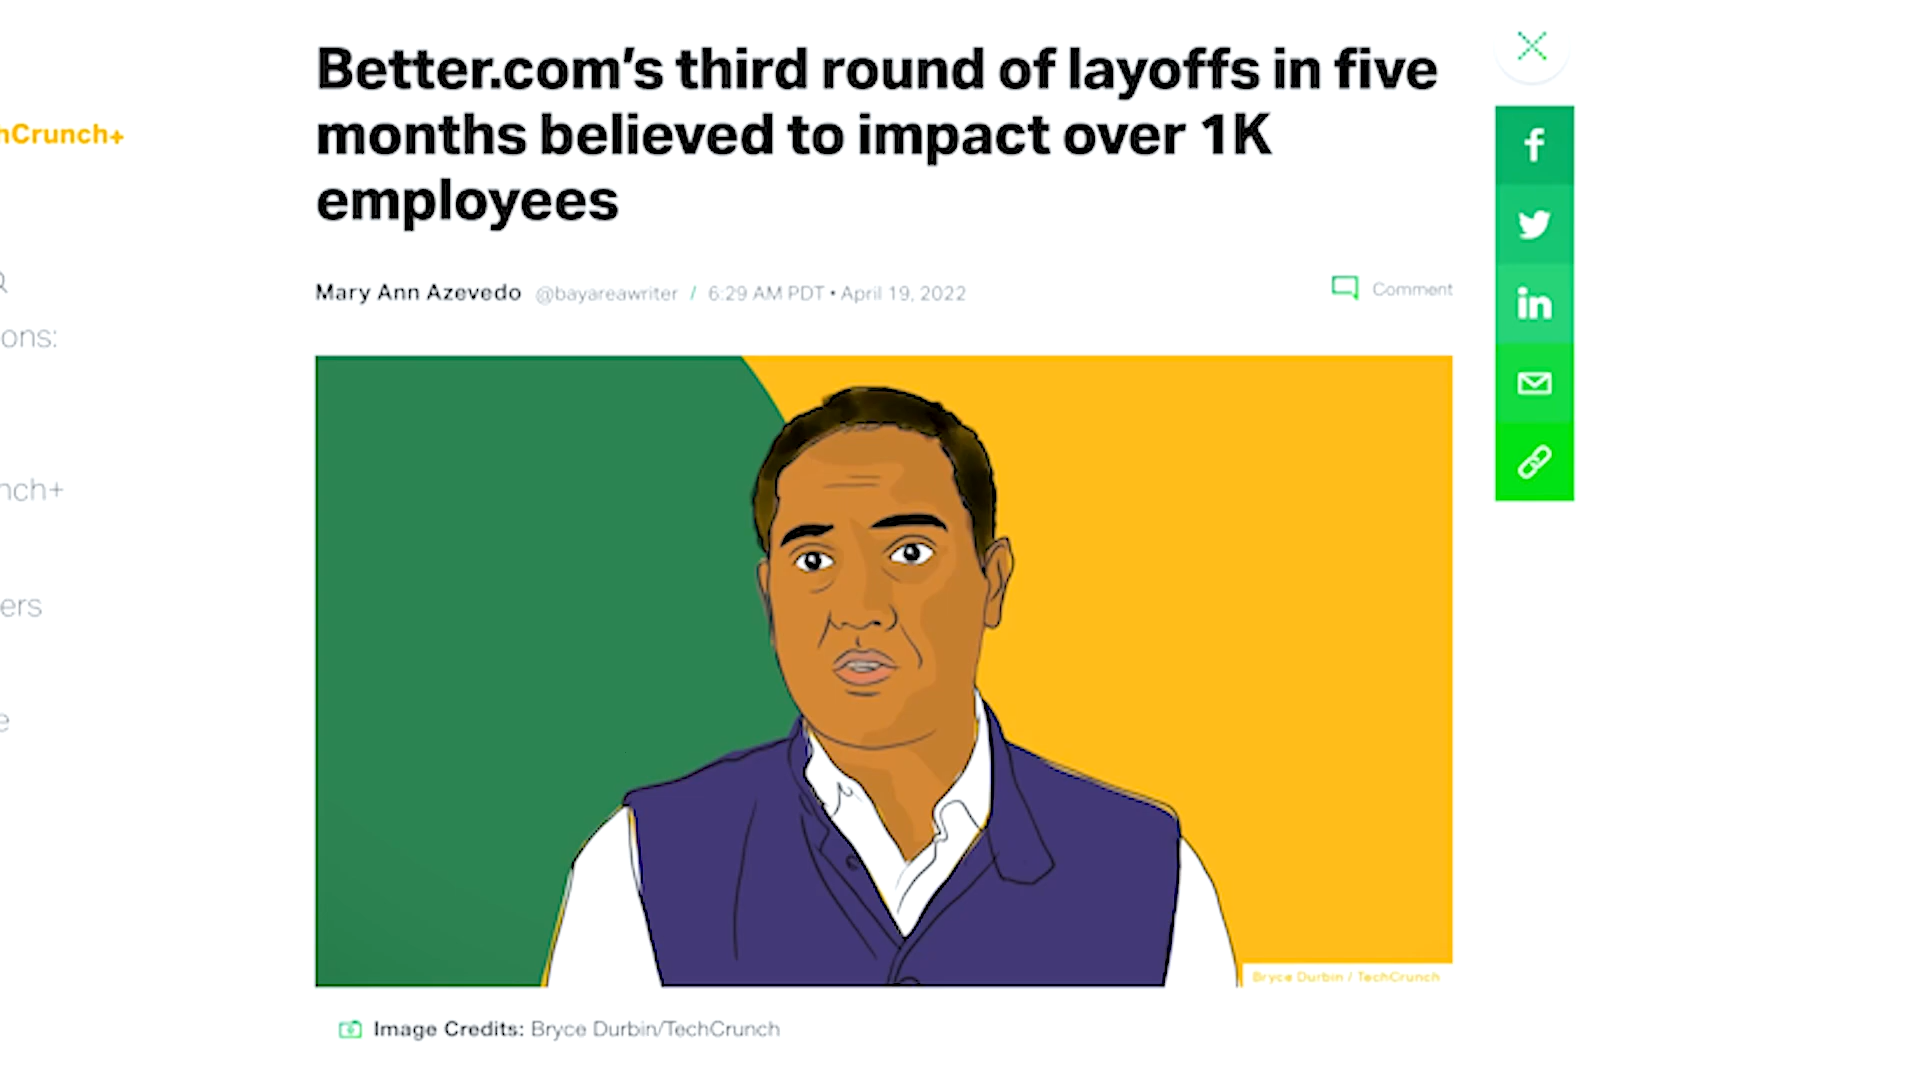 Better.com's third round of layoffs in five
months believed to impact over 1K
employees
hCrunch+
Mary Ann Azevedo @bayareawriter / 6:29 AM PDT • April 19, 2022
Comment
ons:
nch+
ers
e
Bryce Durbin / TechCrunch
Image Credits: Bryce Durbin/TechCrunch